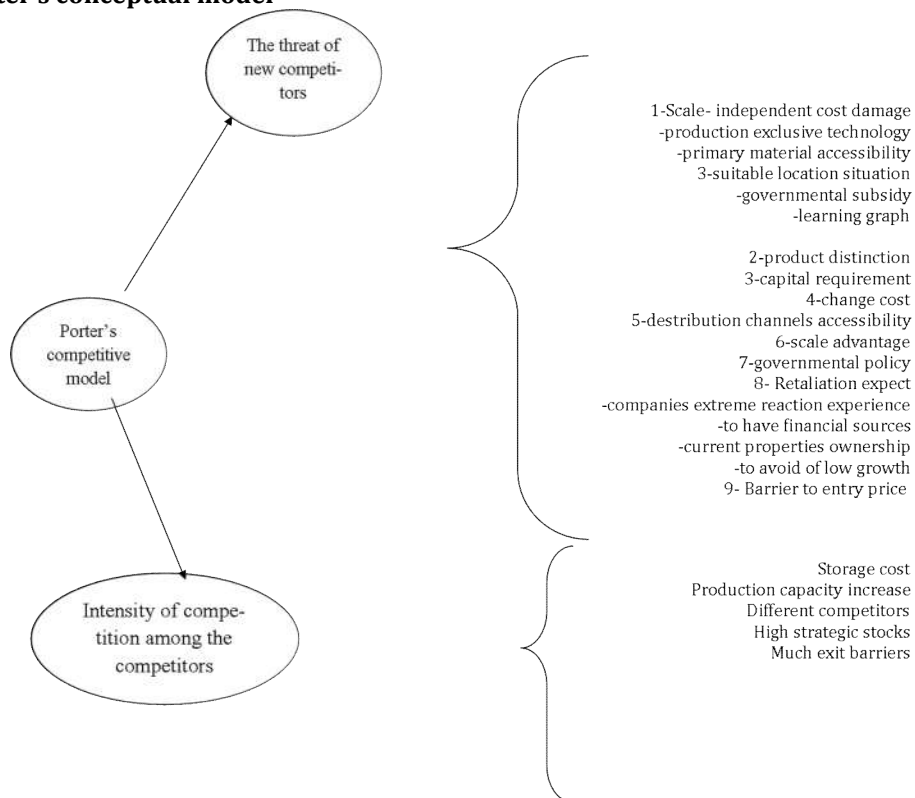 ter's conceptual model
The threat of
new competi-
tors
1-Scale- independent cost damage
-production exclusive technology
-primary material accessibility
3-suitable location situation
-governmental subsidy
-learning graph
2-product distinction
3-capital requirement
4-change cost
5-destribution channels accessibility
6-scale advantage
7-governmental policy
8- Retaliation expect
-companies extreme reaction experience
-to have financial sources
-current properties ownership
-to avoid of low growth
9- Barrier to entry price
Porter's
competitive
model
Intensity of compe-
tition among the
competitors
Storage cost
Production capacity increase
Different competitors
High strategic stocks
Much exit barriers